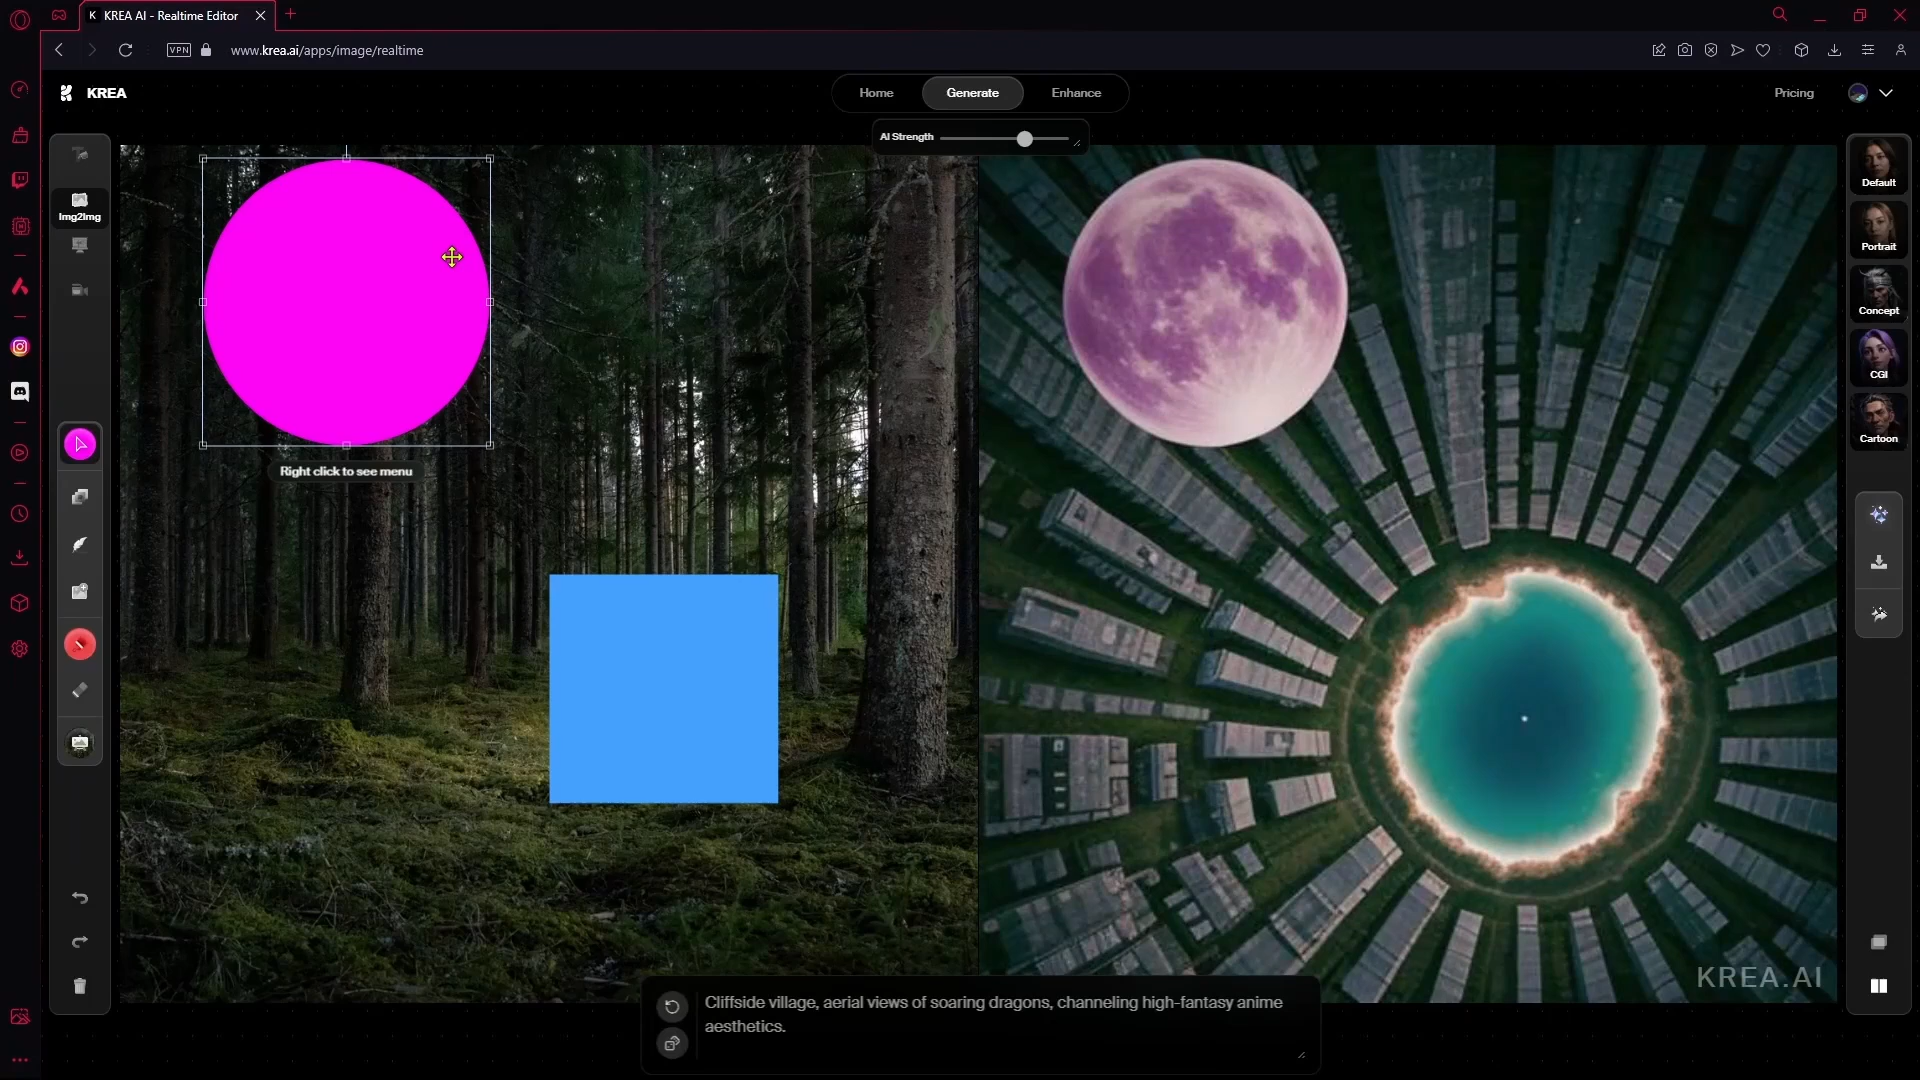 KREA AI - Realtime Editor
VPN
www.krea.ai/apps/image/realtime
KREA
Home
Generate
Enhance
Pricing
AI Strength
Img2Img
Default
Portrait
Concept
CGI
Cartoon
Right click to see menu
KREA.AI
Cliffside village, aerial views of soaring dragons, channeling high-fantasy anime
aesthetics.